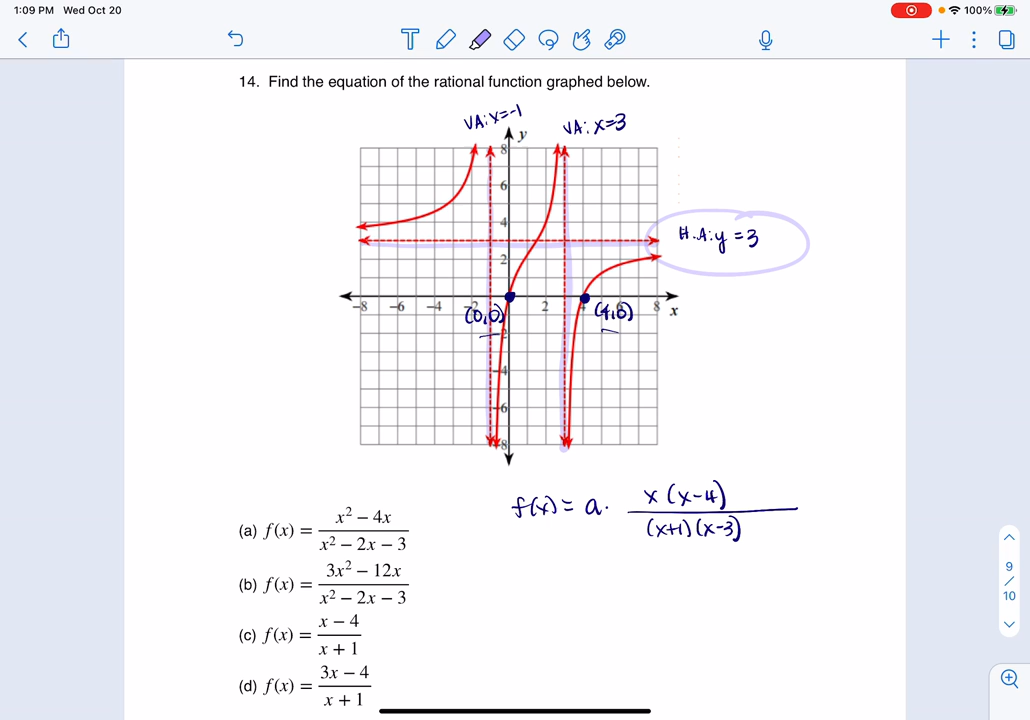 1:09 PM Wed Oct 20
100%
14. Find the equation of the rational function graphed below.
VA: x=-1
VA: x=3
y
8
6
4
2
H.A: y = 3
-8 -6 -4 -2 2 4 6 8 x
(0,0)
(4,0)
-2
-4
-6
-8
f(x) = a. x(x-4)
(x+1)(x-3)
(a) f(x) = x² − 4x
x² − 2x − 3
(b) f(x) = 3x² − 12x
x² − 2x − 3
(c) f(x) = x − 4
x + 1
(d) f(x) = 3x − 4
x + 1
9
/
10